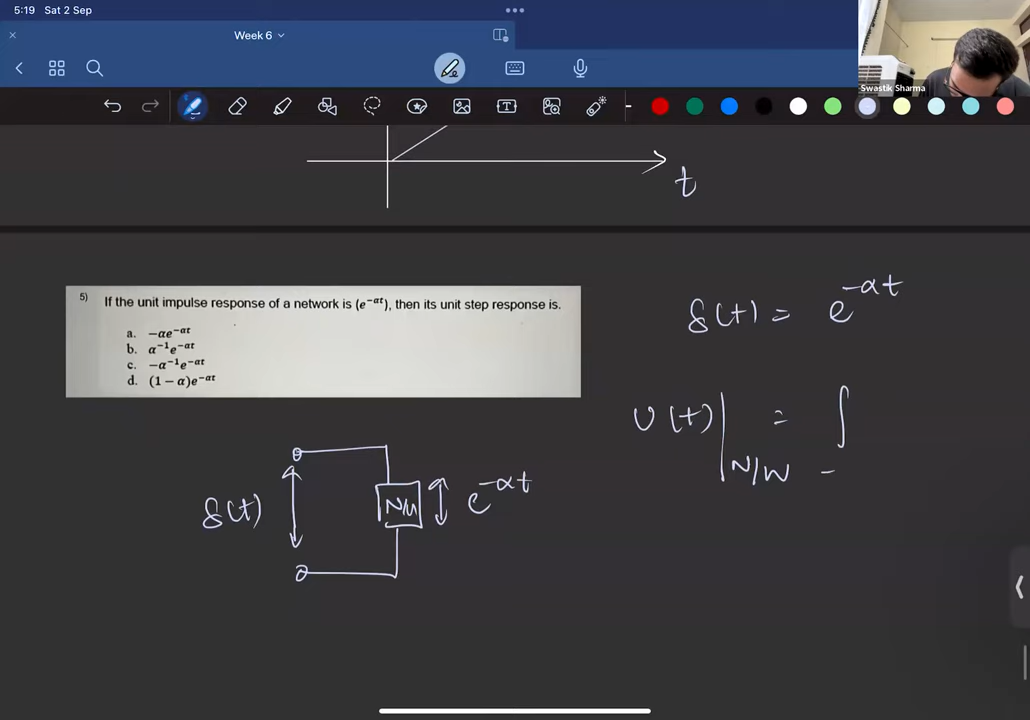 5:19 Sat 2 Sep
Week 6
Swastik Sharma
t
5) If the unit impulse response of a network is (e^{-αt}), then its unit step response is.
a. -αe^{-αt}
b. α^{-1}e^{-αt}
c. -α^{-1}e^{-αt}
d. (1 - α)e^{-αt}
δ(t) = e^{-αt}
U(t)| N/W = ∫
δ(t) N/W e^{-αt}